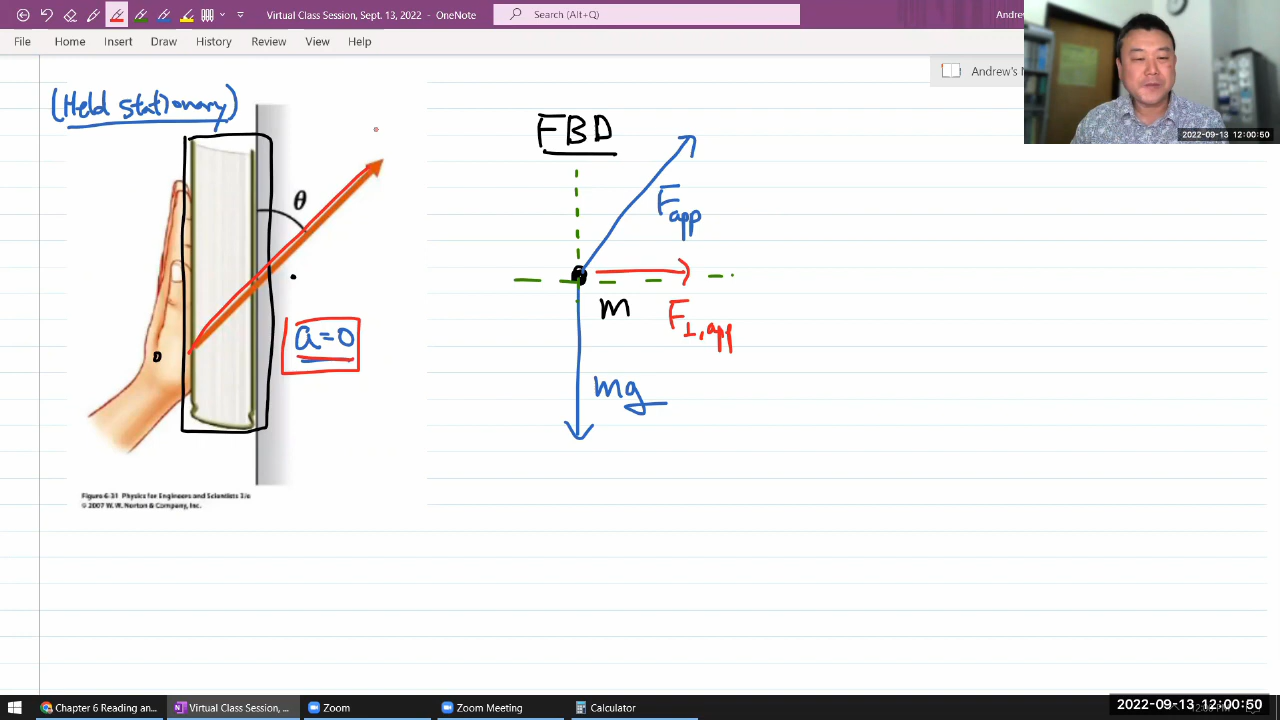 Virtual Class Session, Sept. 13, 2022 - OneNote
Search (Alt+Q)
Andrew
File Home Insert Draw History Review View Help
Andrew's N
2022-09-13 12:00:50
(Held stationary)
θ
a=0
FBD
F app
m
F⊥,app
mg
Figure 6-31 Physics for Engineers and Scientists 3/e
© 2007 W. W. Norton & Company, Inc.
Chapter 6 Reading an...
Virtual Class Session, ...
Zoom
Zoom Meeting
Calculator
2022-09-13 12:00:50